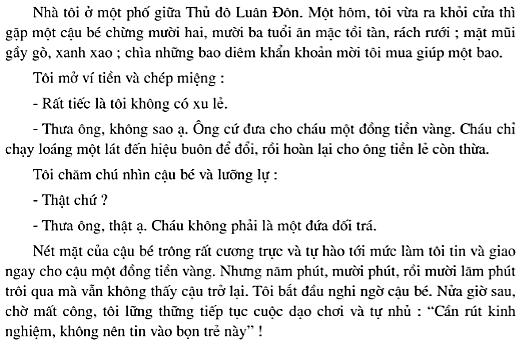 Nhà tôi ở một phố giữa Thủ đô Luân Đôn. Một hôm, tôi vừa ra khỏi cửa thì
gặp một cậu bé chừng mười hai, mười ba tuổi ăn mặc tồi tàn, rách rưới ; mặt mũi
gầy gò, xanh xao ; chìa những bao diêm khẩn khoản mời tôi mua giúp một bao.
Tôi mở ví tiền và chép miệng :
- Rất tiếc là tôi không có xu lẻ.
- Thưa ông, không sao ạ. Ông cứ đưa cho cháu một đồng tiền vàng. Cháu chỉ
chạy loáng một lát đến hiệu buôn để đổi, rồi hoàn lại cho ông tiền lẻ còn thừa.
Tôi chăm chú nhìn cậu bé và lưỡng lự :
- Thật chứ ?
- Thưa ông, thật ạ. Cháu không phải là một đứa dối trá.
Nét mặt của cậu bé trông rất cương trực và tự hào tới mức làm tôi tin và giao
ngay cho cậu một đồng tiền vàng. Nhưng năm phút, mười phút, rồi mười lăm phút
trôi qua mà vẫn không thấy cậu trở lại. Tôi bắt đầu nghi ngờ cậu bé. Nửa giờ sau,
chờ mất công, tôi lững thững tiếp tục cuộc dạo chơi và tự nhủ : “Cần rút kinh
nghiệm, không nên tin vào bọn trẻ này” !